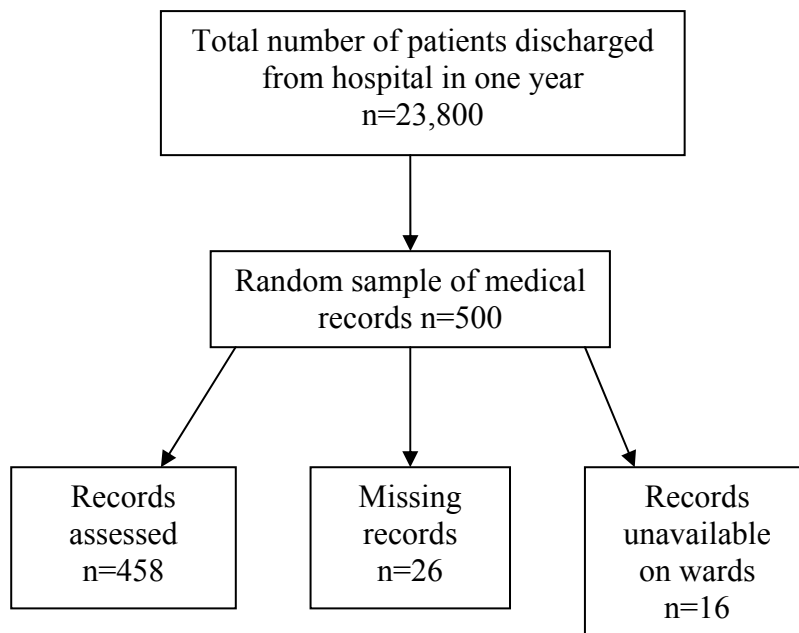 Total number of patients discharged
from hospital in one year
n=23,800
Random sample of medical
records n=500
Records
assessed
n=458
Missing
records
n=26
Records
unavailable
on wards
n=16